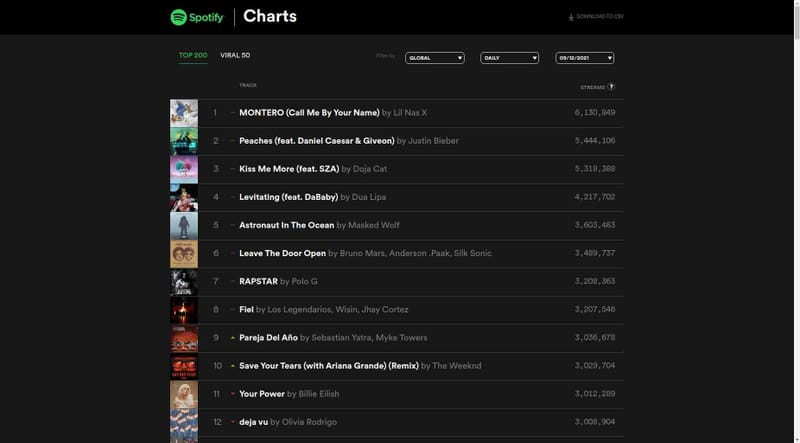 Spotify Charts
DOWNLOAD TO CSV
TOP 200 VIRAL 50 Filter by GLOBAL DAILY 05/12/2021
TRACK STREAMS ?
1 MONTERO (Call Me By Your Name) by Lil Nas X 6,130,849
2 Peaches (feat. Daniel Caesar & Giveon) by Justin Bieber 5,444,106
3 Kiss Me More (feat. SZA) by Doja Cat 5,318,388
4 Levitating (feat. DaBaby) by Dua Lipa 4,217,702
5 Astronaut In The Ocean by Masked Wolf 3,603,483
6 Leave The Door Open by Bruno Mars, Anderson .Paak, Silk Sonic 3,489,737
7 RAPSTAR by Polo G 3,208,363
8 Fiel by Los Legendarios, Wisin, Jhay Cortez 3,207,546
9 Pareja Del Año by Sebastian Yatra, Myke Towers 3,036,678
10 Save Your Tears (with Ariana Grande) (Remix) by The Weeknd 3,029,704
11 Your Power by Billie Eilish 3,012,289
12 deja vu by Olivia Rodrigo 3,008,904